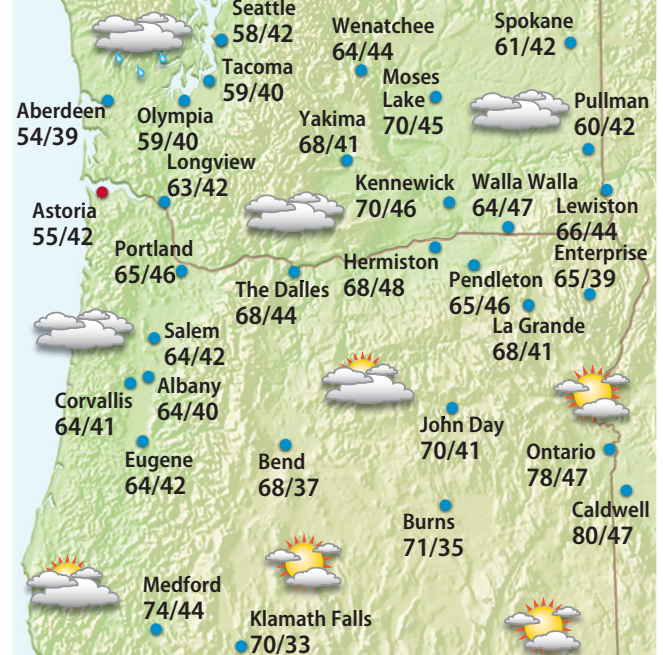 Seattle
58/42
Wenatchee
64/44
Spokane
61/42
Tacoma
59/40
Moses
Lake
70/45
Pullman
60/42
Aberdeen
54/39
Olympia
59/40
Yakima
68/41
Longview
63/42
Kennewick
70/46
Walla Walla
64/47
Lewiston
66/44
Astoria
55/42
Portland
65/46
The Dalles
68/44
Hermiston
68/48
Pendleton
65/46
Enterprise
65/39
La Grande
68/41
Salem
64/42
Albany
64/40
Corvallis
64/41
Eugene
64/42
Bend
68/37
John Day
70/41
Ontario
78/47
Burns
71/35
Caldwell
80/47
Medford
74/44
Klamath Falls
70/33